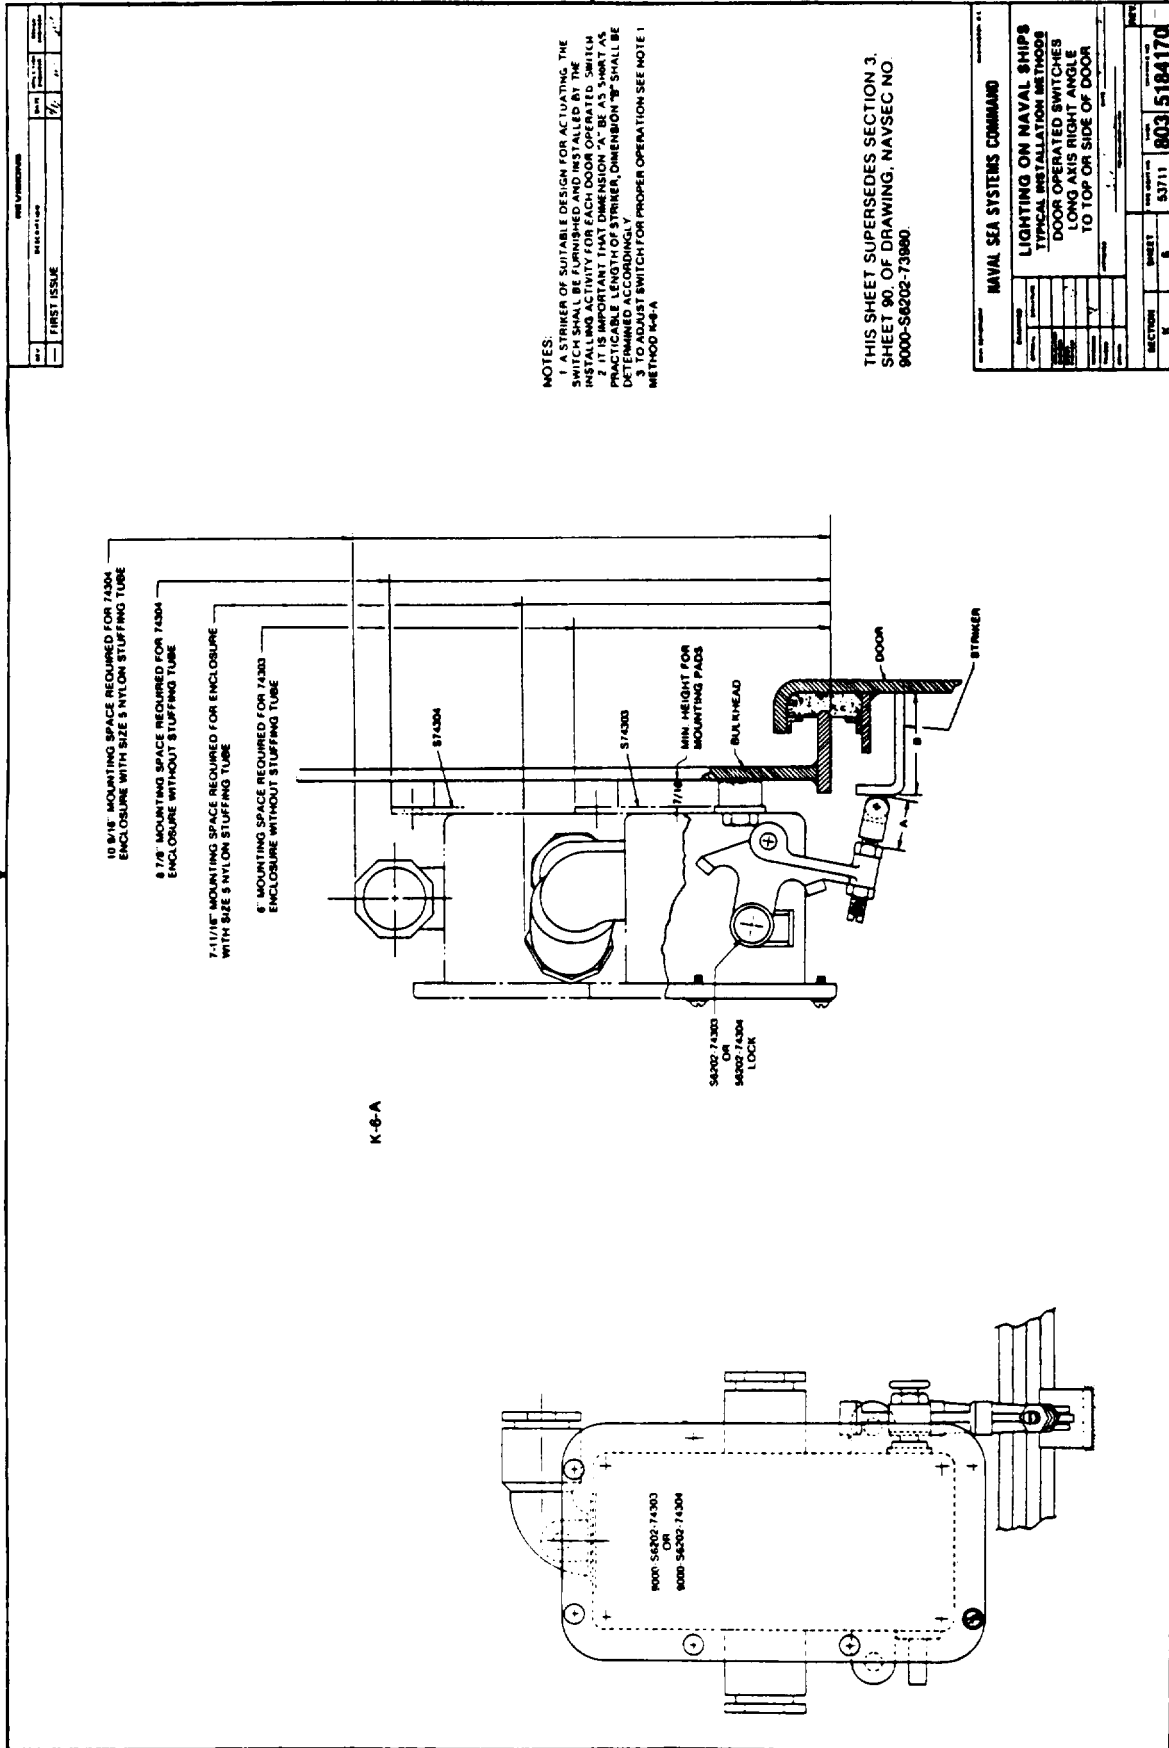 REVISIONS
REV
DESCRIPTION
DATE
—
FIRST ISSUE
10 9/16" MOUNTING SPACE REQUIRED FOR 74304
ENCLOSURE WITH SIZE 5 NYLON STUFFING TUBE
8 7/8" MOUNTING SPACE REQUIRED FOR 74304
ENCLOSURE WITHOUT STUFFING TUBE
7-11/16" MOUNTING SPACE REQUIRED FOR ENCLOSURE
WITH SIZE 5 NYLON STUFFING TUBE
6" MOUNTING SPACE REQUIRED FOR 74303
ENCLOSURE WITHOUT STUFFING TUBE
S74304
S74303
7/16
MIN. HEIGHT FOR
MOUNTING PADS
BULKHEAD
DOOR
STRIKER
A
B
S6202-74303
OR
S6202-74304
LOCK
K-6-A
9000-S6202-74303
OR
9000-S6202-74304
NOTES:
1 A STRIKER OF SUITABLE DESIGN FOR ACTUATING THE
SWITCH SHALL BE FURNISHED AND INSTALLED BY THE
INSTALLING ACTIVITY FOR EACH DOOR OPERATED SWITCH
2 IT IS IMPORTANT THAT DIMENSION "A" BE AS SHORT AS
PRACTICABLE LENGTH OF STRIKER, DIMENSION "B" SHALL BE
DETERMINED ACCORDINGLY
3 TO ADJUST SWITCH FOR PROPER OPERATION SEE NOTE 1
METHOD K-6-A
THIS SHEET SUPERSEDES SECTION 3,
SHEET 90, OF DRAWING, NAVSEC NO.
9000-S6202-73980.
NAVAL SEA SYSTEMS COMMAND
LIGHTING ON NAVAL SHIPS
TYPICAL INSTALLATION METHODS
DOOR OPERATED SWITCHES
LONG AXIS RIGHT ANGLE
TO TOP OR SIDE OF DOOR
SECTION
SHEET
REV
K
6
53711
803
5184170
—